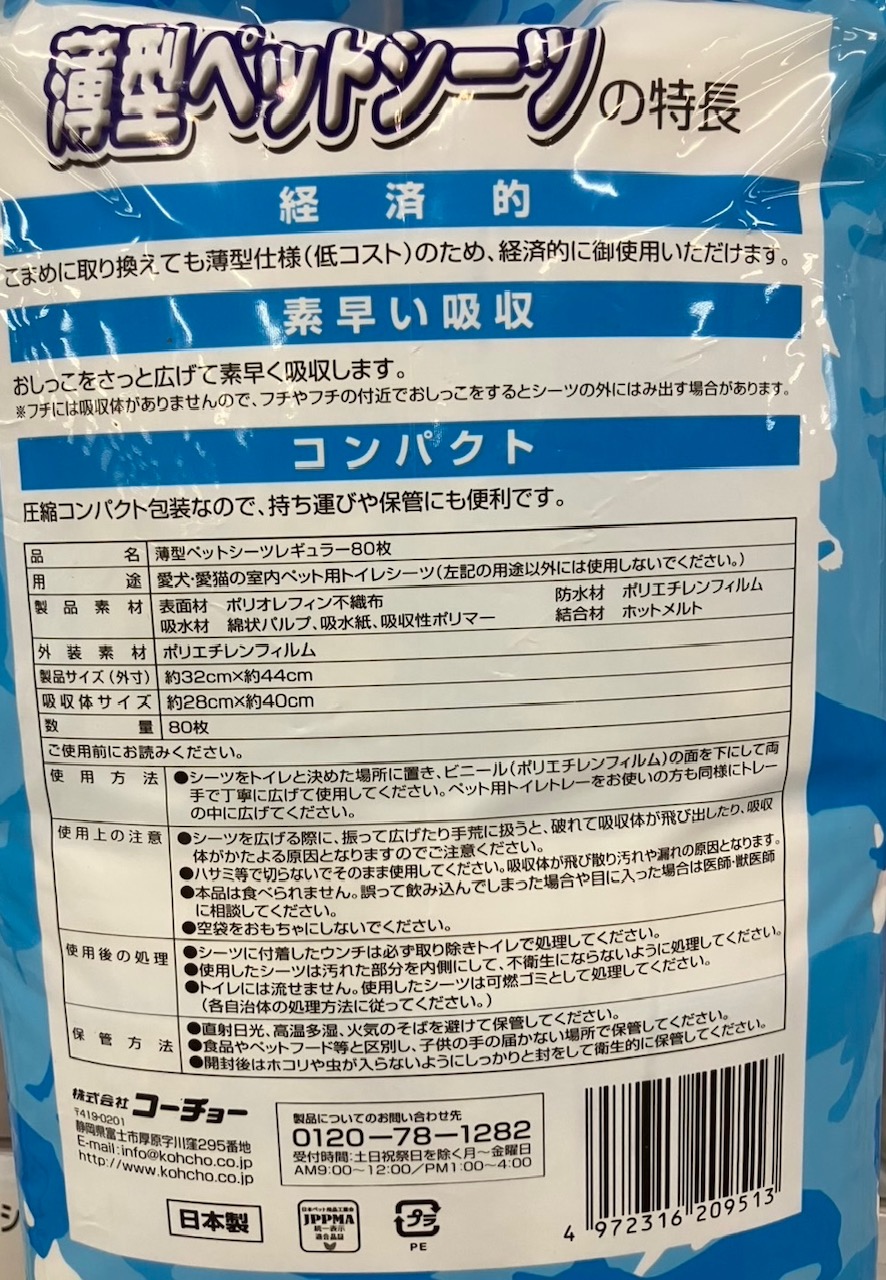 薄型ペットシーツの特長
経済的
こまめに取り換えても薄型仕様(低コスト)のため、経済的に御使用いただけます。
素早い吸収
おしっこをさっと広げて素早く吸収します。
※フチには吸収体がありませんので、フチやフチの付近でおしっこをするとシーツの外にはみ出す場合があります。
コンパクト
圧縮コンパクト包装なので、持ち運びや保管にも便利です。
品名 薄型ペットシーツレギュラー80枚
用途 愛犬・愛猫の室内ペット用トイレシーツ(左記の用途以外には使用しないでください。)
製品素材 表面材 ポリオレフィン不織布 防水材 ポリエチレンフィルム
吸水材 綿状パルプ、吸水紙、吸収性ポリマー 結合材 ホットメルト
外装素材 ポリエチレンフィルム
製品サイズ(外寸) 約32cm×約44cm
吸収体サイズ 約28cm×約40cm
数量 80枚
ご使用前にお読みください。
使用方法 ●シーツをトイレと決めた場所に置き、ビニール(ポリエチレンフィルム)の面を下にして両
手で丁寧に広げて使用してください。ペット用トイレトレーをお使いの方も同様にトレー
の中に広げてください。
使用上の注意 ●シーツを広げる際に、振って広げたり手荒に扱うと、破れて吸収体が飛び出したり、吸収
体がかたよる原因となりますのでご注意ください。
●ハサミ等で切らないでそのまま使用してください。吸収体が飛び散り汚れや漏れの原因となります。
●本品は食べられません。誤って飲み込んでしまった場合や目に入った場合は医師・獣医師
に相談してください。
●空袋をおもちゃにしないでください。
使用後の処理 ●シーツに付着したウンチは必ず取り除きトイレで処理してください。
●使用したシーツは汚れた部分を内側にして、不衛生にならないように処理してください。
●トイレには流せません。使用したシーツは可燃ゴミとして処理してください。
(各自治体の処理方法に従ってください。)
保管方法 ●直射日光、高温多湿、火気のそばを避けて保管してください。
●食品やペットフード等と区別し、子供の手の届かない場所で保管してください。
●開封後はホコリや虫が入らないようにしっかりと封をして衛生的に保管してください。
株式会社コーチョー
〒419-0201
静岡県富士市厚原字川窪295番地
E-mail:info@kohcho.co.jp
http://www.kohcho.co.jp
製品についてのお問い合わせ先
0120-78-1282
受付時間:土日祝祭日を除く月〜金曜日
AM9:00〜12:00/PM1:00〜4:00
日本製
日本ペット用品工業会
JPPMA
統一表示
適合品証
プラ
PE
4 972316 209513